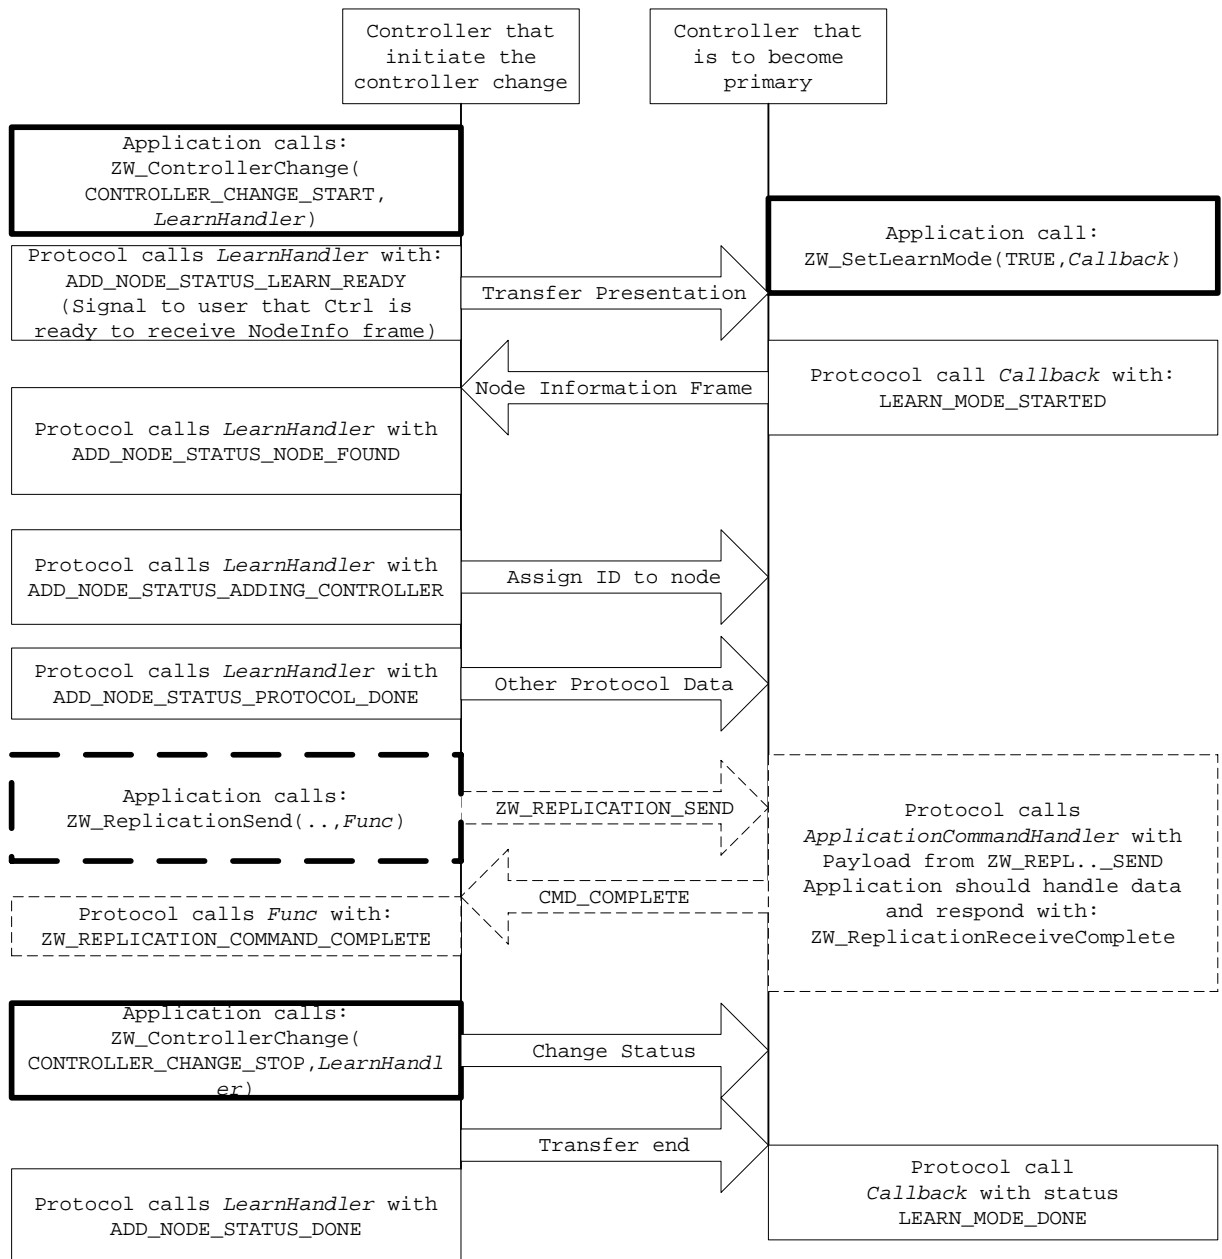 Controller that
initiate the
controller change
Controller that
is to become
primary
Application calls:
ZW_ControllerChange(
CONTROLLER_CHANGE_START,
LearnHandler)
Application call:
ZW_SetLearnMode(TRUE,Callback)
Protocol calls LearnHandler with:
ADD_NODE_STATUS_LEARN_READY
(Signal to user that Ctrl is
ready to receive NodeInfo frame)
Transfer Presentation
Protcocol call Callback with:
LEARN_MODE_STARTED
Node Information Frame
Protocol calls LearnHandler with
ADD_NODE_STATUS_NODE_FOUND
Protocol calls LearnHandler with
ADD_NODE_STATUS_ADDING_CONTROLLER
Assign ID to node
Protocol calls LearnHandler with
ADD_NODE_STATUS_PROTOCOL_DONE
Other Protocol Data
Application calls:
ZW_ReplicationSend(..,Func)
ZW_REPLICATION_SEND
Protocol calls
ApplicationCommandHandler with
Payload from ZW_REPL.._SEND
Application should handle data
and respond with:
ZW_ReplicationReceiveComplete
CMD_COMPLETE
Protocol calls Func with:
ZW_REPLICATION_COMMAND_COMPLETE
Application calls:
ZW_ControllerChange(
CONTROLLER_CHANGE_STOP,LearnHandl
er)
Change Status
Transfer end
Protocol call
Callback with status
LEARN_MODE_DONE
Protocol calls LearnHandler with
ADD_NODE_STATUS_DONE